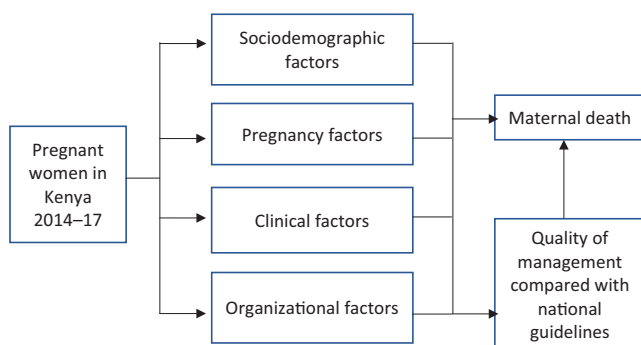 Sociodemographic
factors
Pregnancy factors
Maternal death
Pregnant
women in
Kenya
2014–17
Clinical factors
Quality of
management
compared with
national
guidelines
Organizational factors